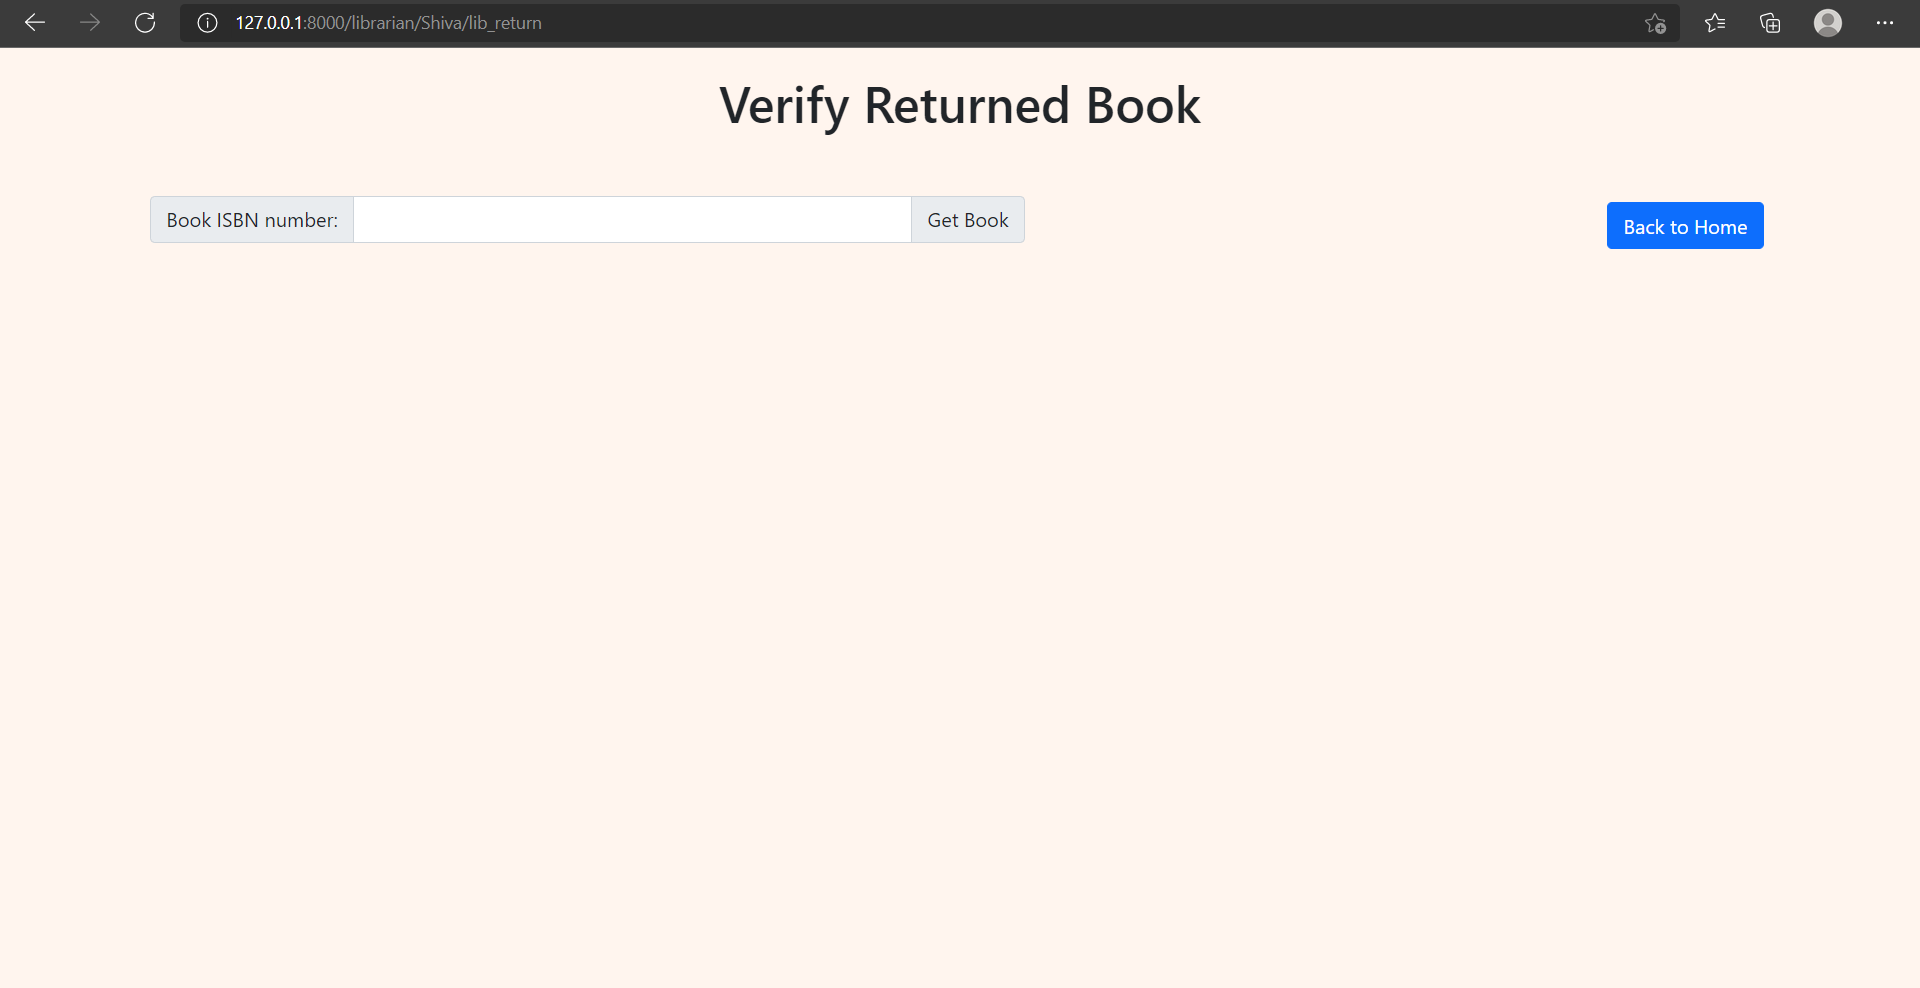 127.0.0.1:8000/librarian/Shiva/lib_return
Verify Returned Book
Book ISBN number: Get Book
Back to Home